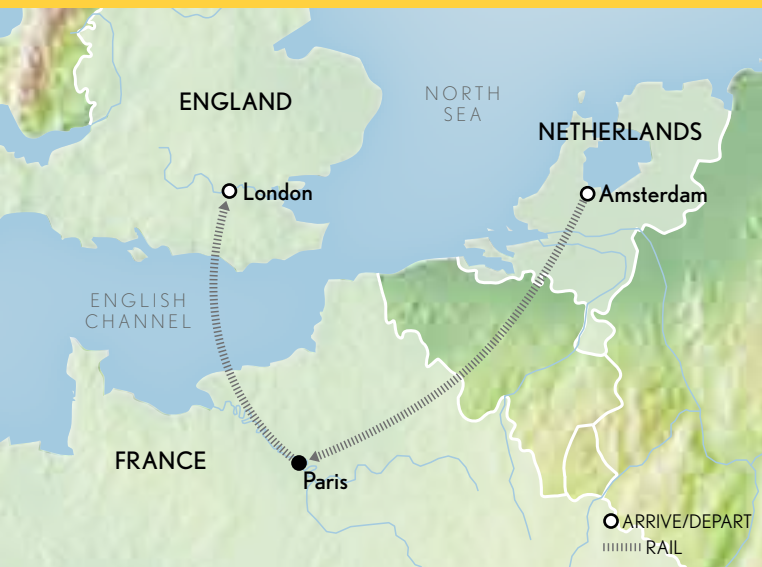 ENGLAND
NORTH
SEA
NETHERLANDS
London
Amsterdam
ENGLISH
CHANNEL
FRANCE
Paris
ARRIVE/DEPART
RAIL